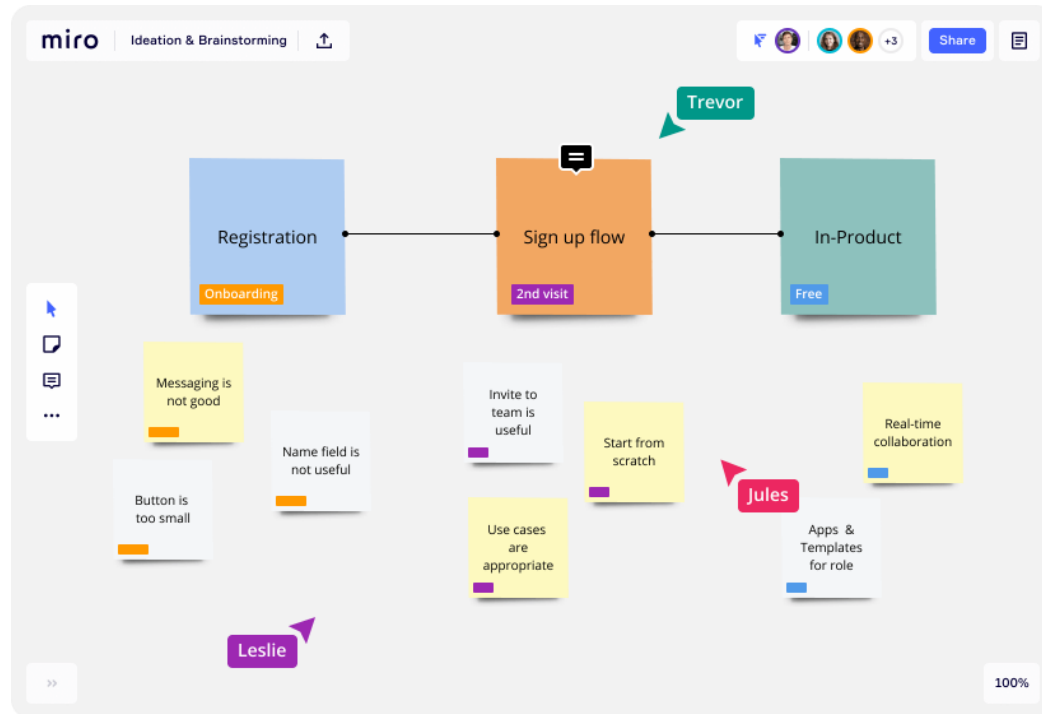 miro
Ideation & Brainstorming
+3
Share
Trevor
Registration
Onboarding
Sign up flow
2nd visit
In-Product
Free
Messaging is
not good
Name field is
not useful
Button is
too small
Invite to
team is
useful
Start from
scratch
Use cases
are
appropriate
Real-time
collaboration
Jules
Apps & 
Templates
for role
Leslie
100%